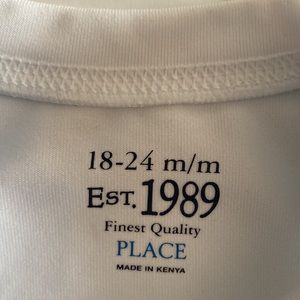 18-24 m/m
EST. 1989
Finest Quality
PLACE
MADE IN KENYA